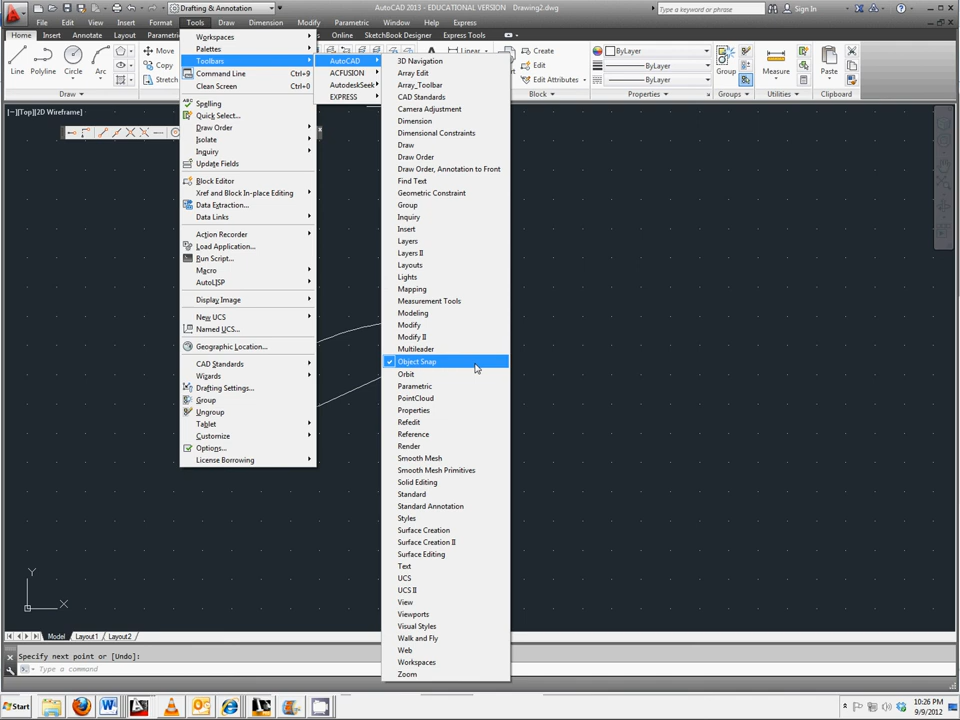 Drafting & Annotation
AutoCAD 2013 - EDUCATIONAL VERSION Drawing2.dwg
Type a keyword or phrase
Sign In
File Edit View Insert Format Tools Draw Dimension Modify Parametric Window Help Express
Home Insert Annotate
Online SketchBook Designer Express Tools
Line Polyline Circle Arc
Move
Copy
Stretch
Draw
Linear
Create
Edit
Edit Attributes
Block
ByLayer
ByLayer
ByLayer
Properties
Group
Groups
Measure
Utilities
Paste
Clipboard
[-][Top][2D Wireframe]
Workspaces
Palettes
Toolbars
Command Line Ctrl+9
Clean Screen Ctrl+0
Spelling
Quick Select...
Draw Order
Isolate
Inquiry
Update Fields
Block Editor
Xref and Block In-place Editing
Data Extraction...
Data Links
Action Recorder
Load Application...
Run Script...
Macro
AutoLISP
Display Image
New UCS
Named UCS...
Geographic Location...
CAD Standards
Wizards
Drafting Settings...
Group
Ungroup
Tablet
Customize
Options...
License Borrowing
AutoCAD
ACFUSION
AutodeskSeek
EXPRESS
3D Navigation
Array Edit
Array_Toolbar
CAD Standards
Camera Adjustment
Dimension
Dimensional Constraints
Draw
Draw Order
Draw Order, Annotation to Front
Find Text
Geometric Constraint
Group
Inquiry
Insert
Layers
Layers II
Layouts
Lights
Mapping
Measurement Tools
Modeling
Modify
Modify II
Multileader
Object Snap
Orbit
Parametric
PointCloud
Properties
Refedit
Reference
Render
Smooth Mesh
Smooth Mesh Primitives
Solid Editing
Standard
Standard Annotation
Styles
Surface Creation
Surface Creation II
Surface Editing
Text
UCS
UCS II
View
Viewports
Visual Styles
Walk and Fly
Web
Workspaces
Zoom
Y
X
Model Layout1 Layout2
Specify next point or [Undo]:
Type a command
Start
10:26 PM
9/9/2012